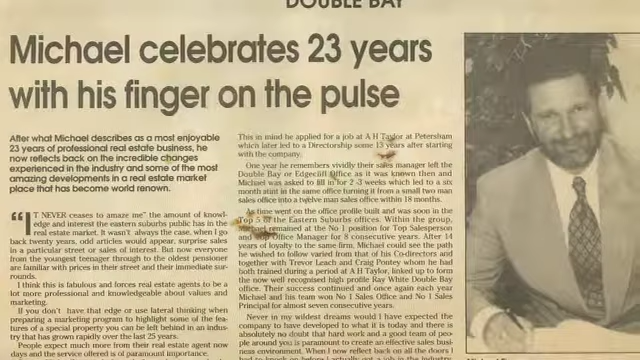 DOUBLE BAY
Michael celebrates 23 years
with his finger on the pulse
After what Michael describes as a most enjoyable
23 years of professional real estate business, he
now reflects back on the incredible changes
experienced in the industry and some of the most
amazing developments in a real estate market
place that has become world renown.
"IT NEVER ceases to amaze me" the amount of knowl-
edge and interest the eastern suburbs public has in the
real estate market. It wasn't always the case, when I go
back twenty years, odd articles would appear, surprise sales
in a particular street or sales of interest. But now everyone
from the youngest teenager through to the oldest pensioner
are familiar with prices in their street and their immediate sur-
rounds.
I think this is fabulous and forces real estate agents to be a
lot more professional and knowledgeable about values and
marketing.
If you don't have that edge or use lateral thinking when
preparing a marketing program to highlight some of the fea-
tures of a special property you can be left behind in an indus-
try that has grown rapidly over the last 25 years.
People expect much more from their real estate agent now
days and the service offered is of paramount importance.
This in mind he applied for a job at A H Taylor at Petersham
which later led to a Directorship some 13 years after starting
with the company.
One year he remembers vividly their sales manager left the
Double Bay or Edgecliff Office as it was known then and
Michael was asked to fill in for 2-3 weeks which led to a six
month stint in the same office turning it from a small two man
sales office into a twelve man sales office within 18 months.
As time went on the office profile built and was soon in the
Top 5 of the Eastern Suburbs offices. Within the group,
Michael remained at the No 1 position for Top Salesperson
and Top Office Manager for 8 consecutive years. After 14
years of loyalty to the firm, Michael could see the path
he wished to follow varied from that of his Co-directors and
together with Trevor Leach and Craig Pontey whom he had
both trained during a period at A H Taylor, linked up to form
the now well recognised high profile Ray White Double Bay
office. Their success continued and once again each year
Michael and his team won No 1 Sales Office and No 1 Sales
Principal for almost seven consecutive years.
Never in my wildest dreams would I have expected the
company to have developed to what it is today and there is
absolutely no doubt that hard work and a good team of peo-
ple around you is paramount to create an effective sales busi-
ness environment. When I now reflect back on all the doors I
had to knock on before I actually got a job in the industry